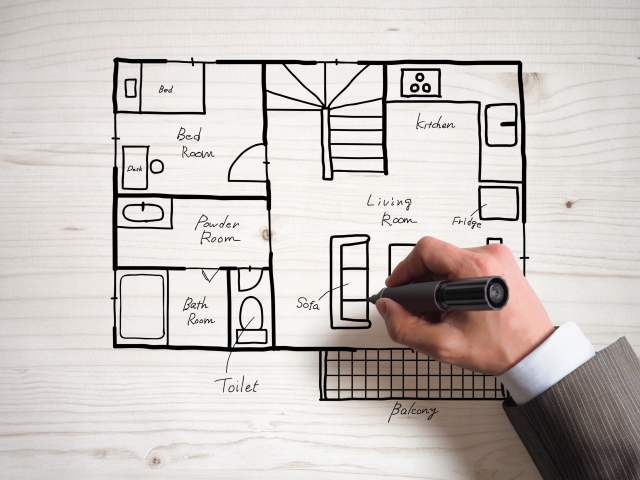 Bed
Bed
Room
Desk
Kitchen
Living
Room
Fridge
Powder
Room
Bath
Room
Sofa
Toilet
Balcony